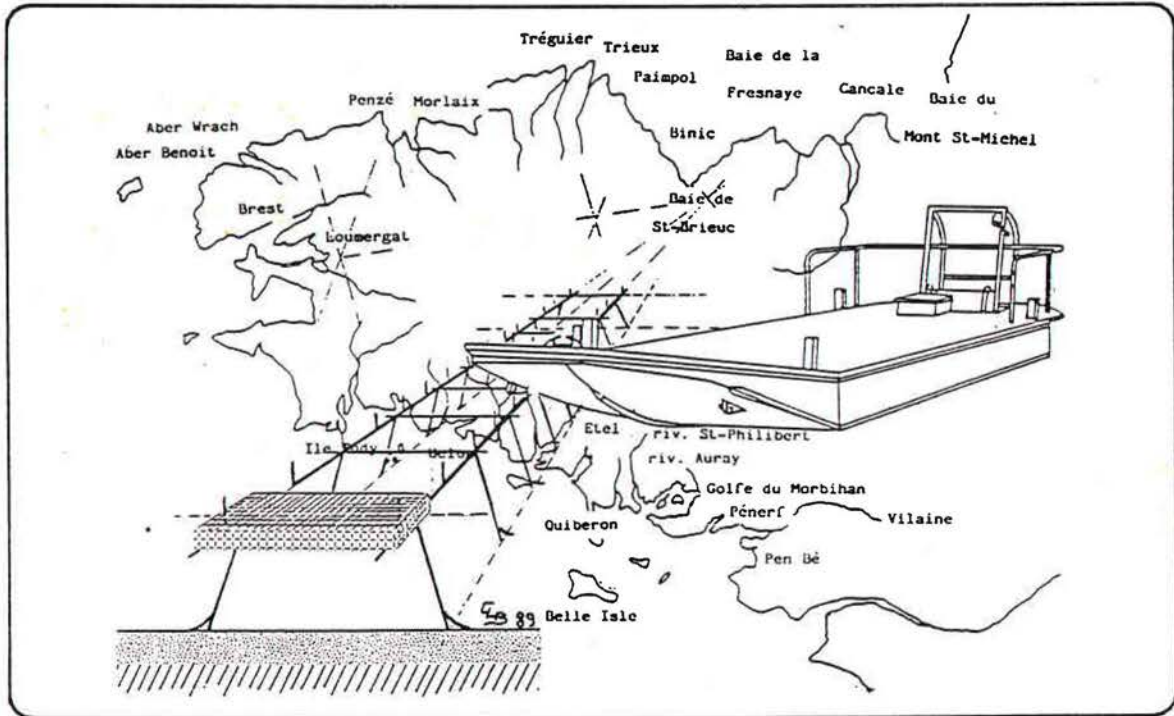 Tréguier
Trieux
Paimpol
Baie de la
Fresnaye
Cancale
Baie du
Mont St-Michel
Penzé
Morlaix
Binic
Aber Wrach
Aber Benoit
Brest
Loumergat
Baie de
St-Brieuc
Etel
riv. St-Philibert
riv. Auray
Ile
Golfe du Morbihan
Quiberon
Pénerf
Vilaine
Pen Bé
89
Belle Isle